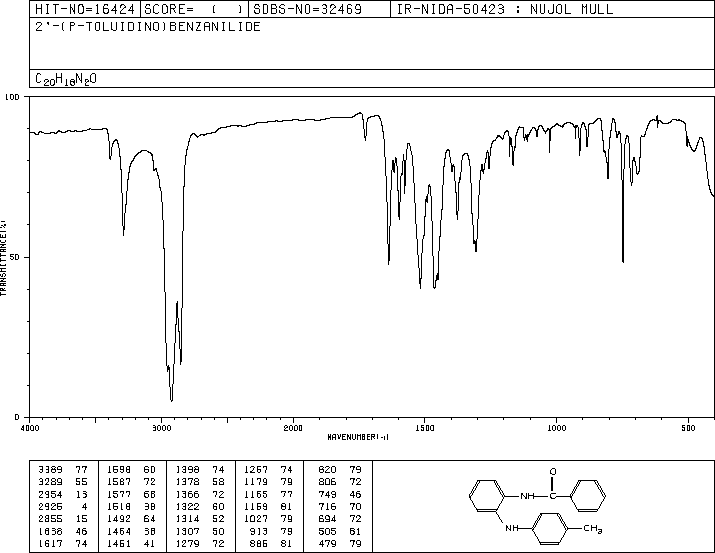 HIT-NO=16424 SCORE= ( ) SDBS-NO=32469 IR-NIDA-50423 : NUJOL MULL
2'-(P-TOLUIDINO)BENZANILIDE
C20H18N2O
100
50
0
TRANSMITTANCE(%)
4000 3000 2000 1500 1000 500
WAVENUMBER(-1)
3389 77 1598 60 1398 74 1257 74 820 79
3289 55 1587 72 1378 58 1179 79 806 72
2954 13 1577 66 1366 72 1165 77 749 46
2925 4 1518 38 1322 60 1159 81 716 70
2855 15 1492 64 1314 52 1027 79 694 72
1638 46 1464 38 1307 50 913 79 505 81
1617 74 1451 41 1279 72 886 81 479 79
O
NH C
NH CH3